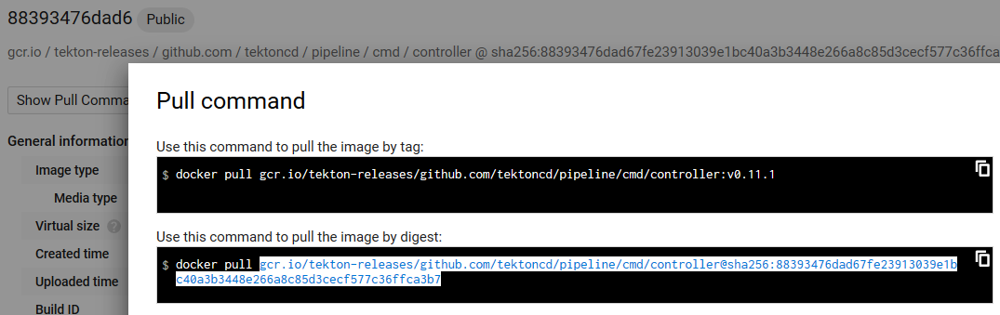 88393476dad6 Public
gcr.io / tekton-releases / github.com / tektoncd / pipeline / cmd / controller @ sha256:88393476dad67fe23913039e1bc40a3b3448e266a8c85d3cecf577c36ffca
Show Pull Comma
Pull command
General information
Use this command to pull the image by tag:
Image type
$ docker pull gcr.io/tekton-releases/github.com/tektoncd/pipeline/cmd/controller:v0.11.1
Media type
Virtual size ?
Use this command to pull the image by digest:
Created time
$ docker pull gcr.io/tekton-releases/github.com/tektoncd/pipeline/cmd/controller@sha256:88393476dad67fe23913039e1b
c40a3b3448e266a8c85d3cecf577c36ffca3b7
Uploaded time
Build ID